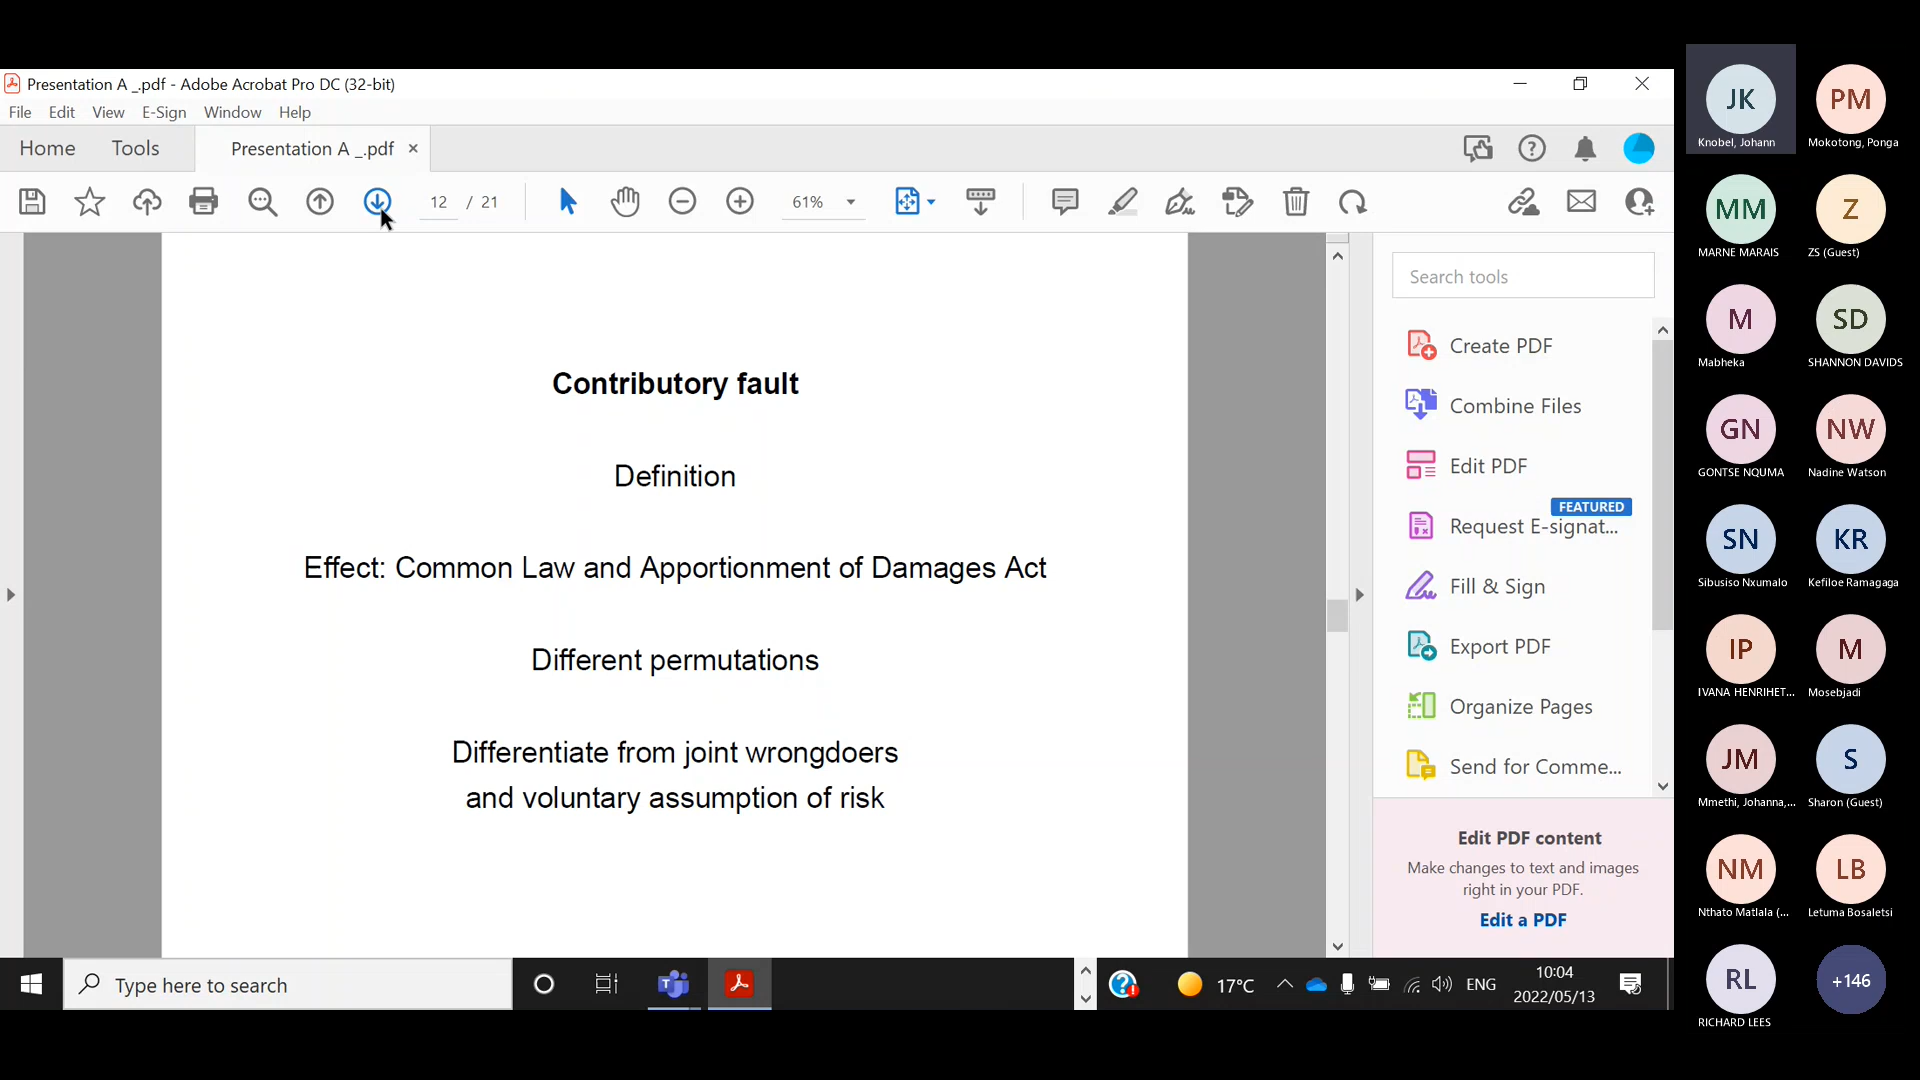 Presentation A _.pdf - Adobe Acrobat Pro DC (32-bit)
File Edit View E-Sign Window Help
Home Tools Presentation A _.pdf ×
12 / 21 61%
Contributory fault
Definition
Effect: Common Law and Apportionment of Damages Act
Different permutations
Differentiate from joint wrongdoers
and voluntary assumption of risk
Search tools
Create PDF
Combine Files
Edit PDF
FEATURED
Request E-signat...
Fill & Sign
Export PDF
Organize Pages
Send for Comme...
Edit PDF content
Make changes to text and images
right in your PDF.
Edit a PDF
Type here to search
17°C
ENG
10:04
2022/05/13
JK
Knobel, Johann
PM
Mokotong, Ponga
MM
MARNE MARAIS
Z
ZS (Guest)
M
Mabheka
SD
SHANNON DAVIDS
GN
GONTSE NQUMA
NW
Nadine Watson
SN
Sibusiso Nxumalo
KR
Kefiloe Ramagaga
IP
IVANA HENRIHET...
M
Mosebjadi
JM
Mmethi, Johanna,...
S
Sharon (Guest)
NM
Nthato Matlala (...
LB
Letuma Bosaletsi
RL
RICHARD LEES
+146